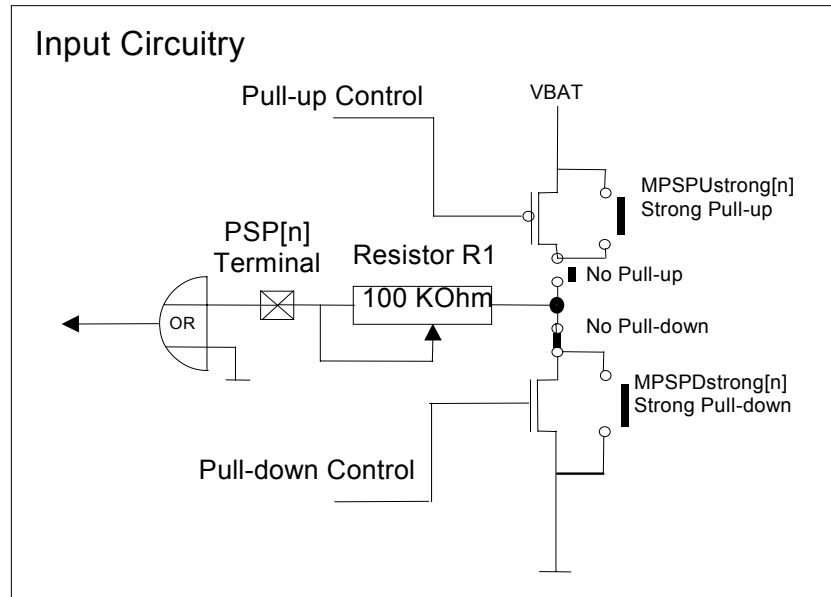 Input Circuitry
Pull-up Control
VBAT
MPSPUstrong[n]
Strong Pull-up
PSP[n]
Terminal
Resistor R1
100 KOhm
No Pull-up
OR
No Pull-down
MPSPDstrong[n]
Strong Pull-down
Pull-down Control